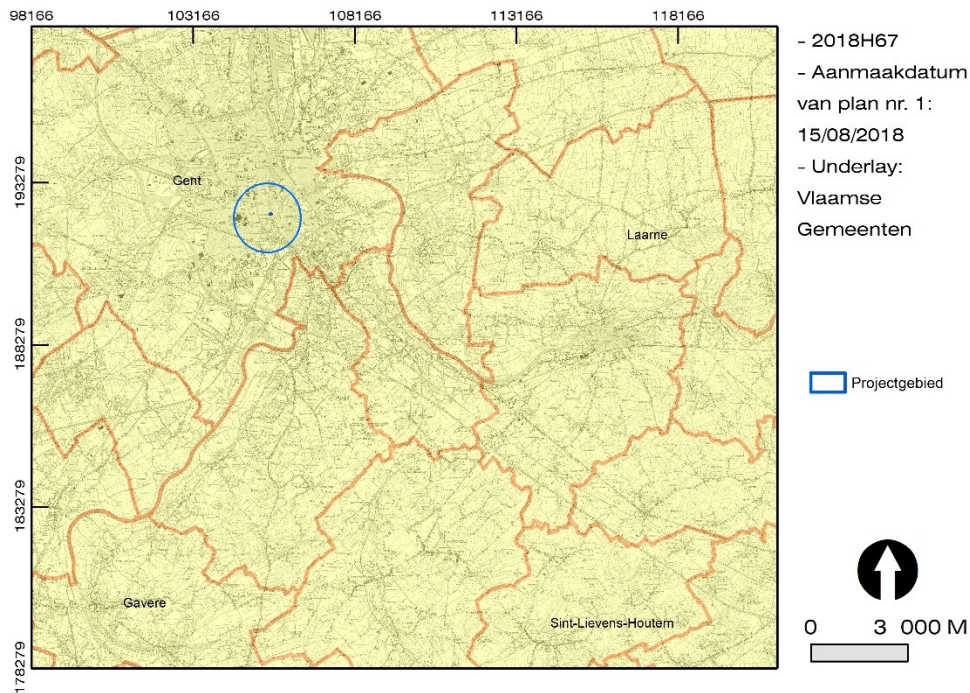 98166 103166 108166 113166 118166
- 2018H67
- Aanmaakdatum
van plan nr. 1:
15/08/2018
- Underlay:
Vlaamse
Gemeenten
193279
Gent
Laarne
188279
Projectgebied
183279
Gavere
Sint-Lievens-Houtem
0 3 000 M
178279